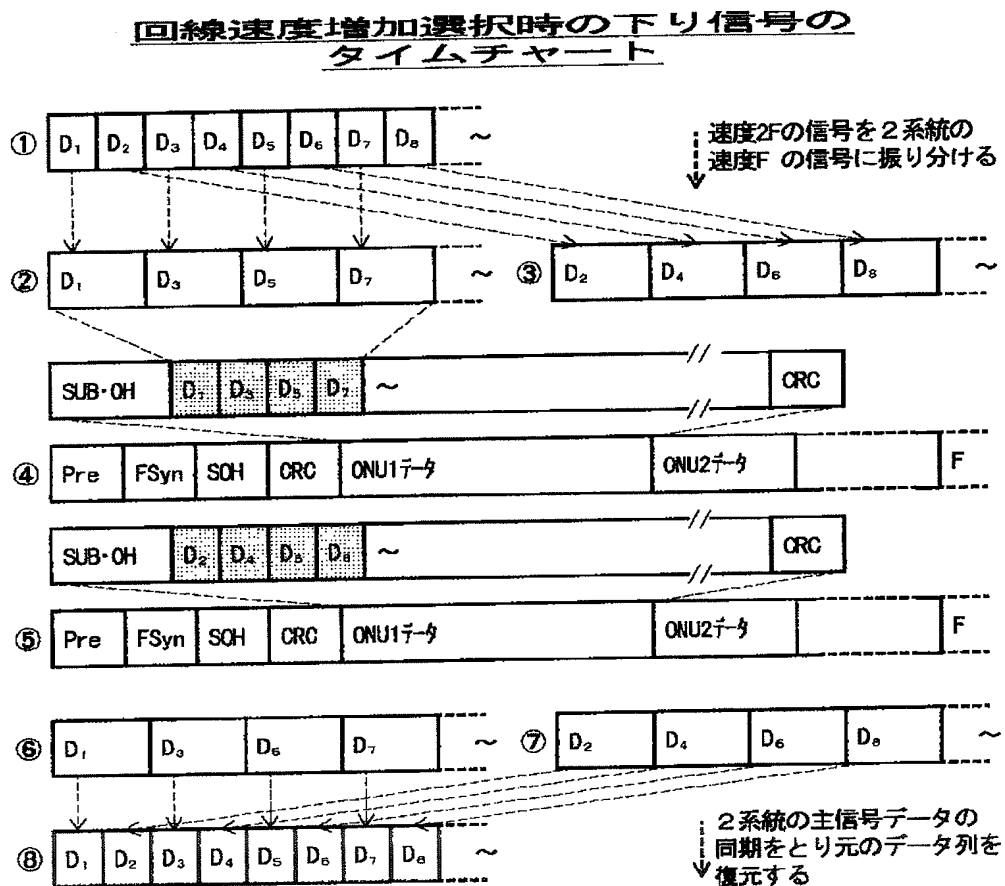 回線速度増加選択時の下り信号の
タイムチャート
① D₁ D₂ D₃ D₄ D₅ D₆ D₇ D₈ ～
速度2Fの信号を２系統の
速度F の信号に振り分ける
② D₁ D₃ D₅ D₇ ～ ③ D₂ D₄ D₆ D₈ ～
SUB・OH D₁ D₃ D₅ D₇ ～ // CRC
④ Pre FSyn SOH CRC ONU1データ ONU2データ F
SUB・OH D₂ D₄ D₆ D₈ ～ // CRC
⑤ Pre FSyn SOH CRC ONU1データ ONU2データ F
⑥ D₁ D₃ D₅ D₇ ～ ⑦ D₂ D₄ D₆ D₈ ～
⑧ D₁ D₂ D₃ D₄ D₅ D₆ D₇ D₈ ～
２系統の主信号データの
同期をとり元のデータ列を
復元する